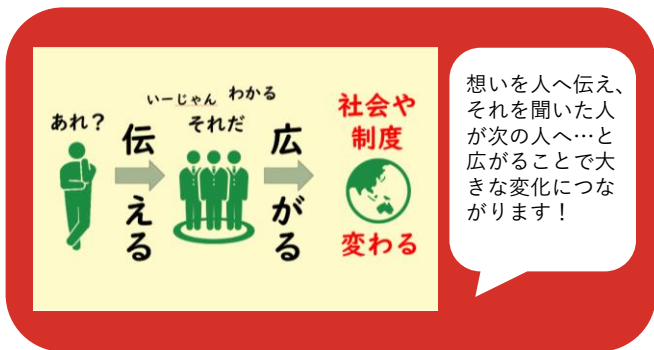 あれ？
伝える
いーじゃん
わかる
それだ
広がる
社会や
制度
変わる
想いを人へ伝え、
それを聞いた人
が次の人へ…と
広がることで大
きな変化につな
がります！